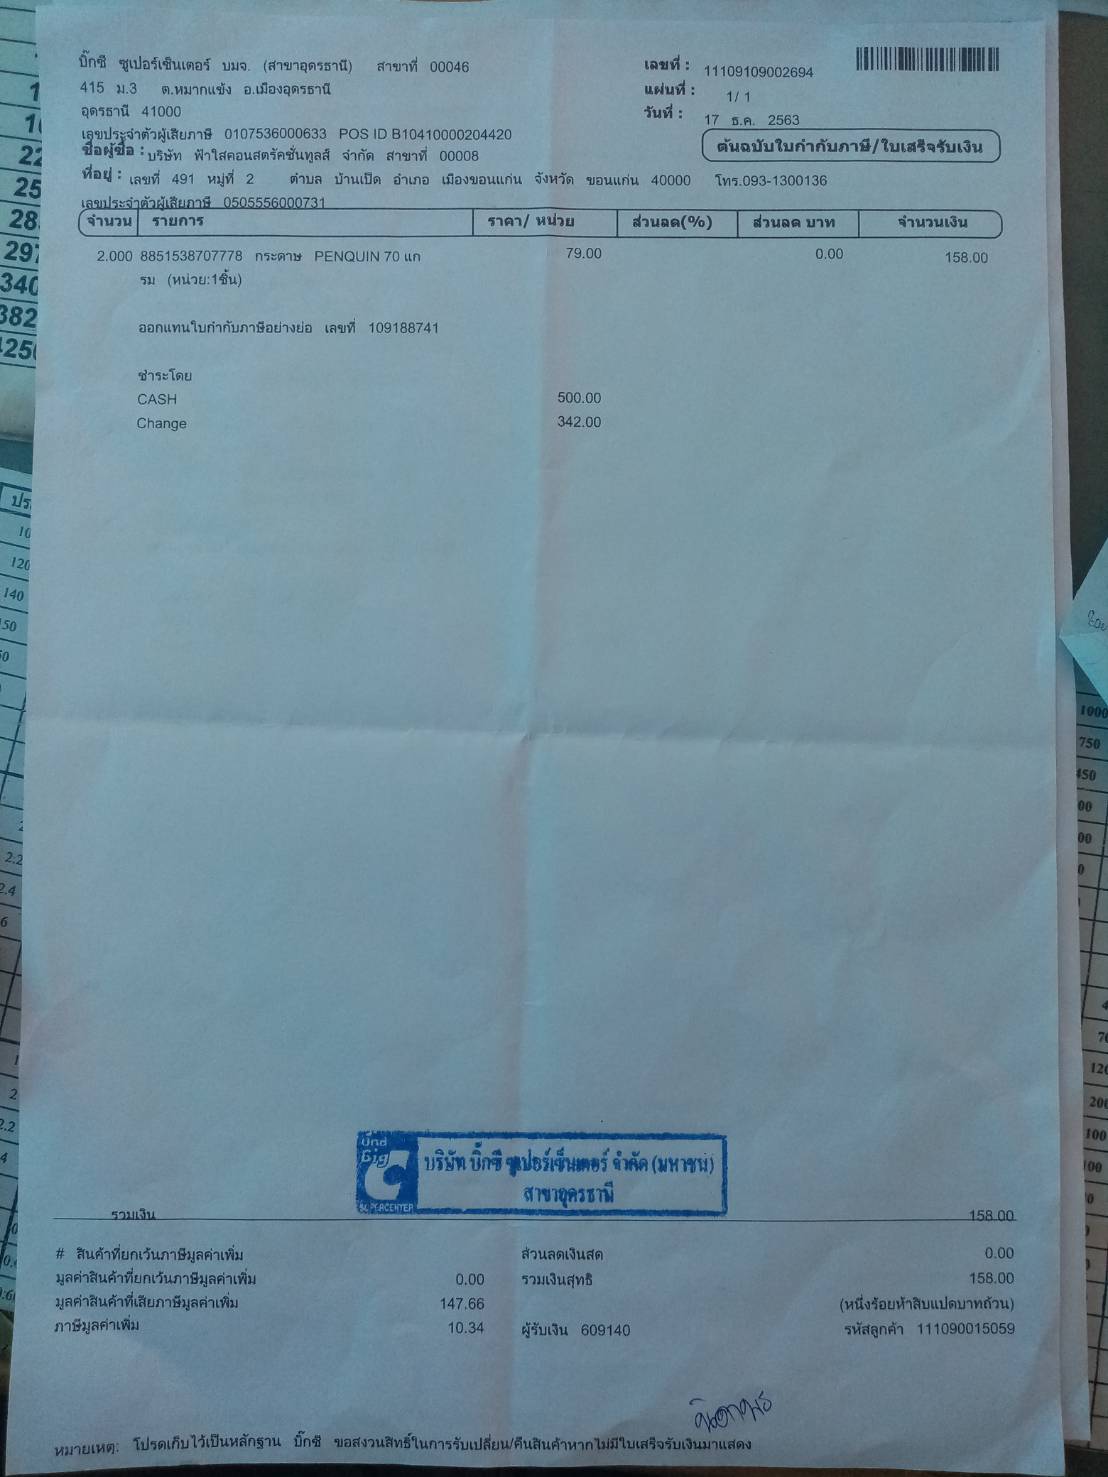 บิ๊กซี ซูเปอร์เซ็นเตอร์ บมจ. (สาขาอุดรธานี) สาขาที่ 00046
415 ม.3 ต.หมากแข้ง อ.เมืองอุดรธานี
อุดรธานี 41000
เลขประจำตัวผู้เสียภาษี 0107536000633 POS ID B10410000204420
เลขที่ : 11109109002694
แผ่นที่ : 1/ 1
วันที่ : 17 ธ.ค. 2563
ต้นฉบับใบกำกับภาษี/ใบเสร็จรับเงิน
ชื่อผู้ซื้อ : บริษัท ฟ้าใสคอนสตรัคชั่นทูลส์ จำกัด สาขาที่ 00008
ที่อยู่ : เลขที่ 491 หมู่ที่ 2 ตำบล บ้านเป็ด อำเภอ เมืองขอนแก่น จังหวัด ขอนแก่น 40000 โทร.093-1300136
เลขประจำตัวผู้เสียภาษี 0505556000731
จำนวน รายการ ราคา/ หน่วย ส่วนลด(%) ส่วนลด บาท จำนวนเงิน
2.000 8851538707778 กระดาษ PENQUIN 70 แก 79.00 0.00 158.00
รม (หน่วย:1ชิ้น)
ออกแทนใบกำกับภาษีอย่างย่อ เลขที่ 109188741
ชำระโดย
CASH 500.00
Change 342.00
Big C
SUPERCENTER
บริษัท บิ๊กซี ซูเปอร์เซ็นเตอร์ จำกัด (มหาชน)
สาขาอุดรธานี
รวมเงิน 158.00
# สินค้าที่ยกเว้นภาษีมูลค่าเพิ่ม ส่วนลดเงินสด 0.00
มูลค่าสินค้าที่ยกเว้นภาษีมูลค่าเพิ่ม 0.00 รวมเงินสุทธิ 158.00
มูลค่าสินค้าที่เสียภาษีมูลค่าเพิ่ม 147.66 (หนึ่งร้อยห้าสิบแปดบาทถ้วน)
ภาษีมูลค่าเพิ่ม 10.34 ผู้รับเงิน 609140 รหัสลูกค้า 111090015059
หมายเหตุ: โปรดเก็บไว้เป็นหลักฐาน บิ๊กซี ขอสงวนสิทธิ์ในการรับเปลี่ยน/คืนสินค้าหากไม่มีใบเสร็จรับเงินมาแสดง